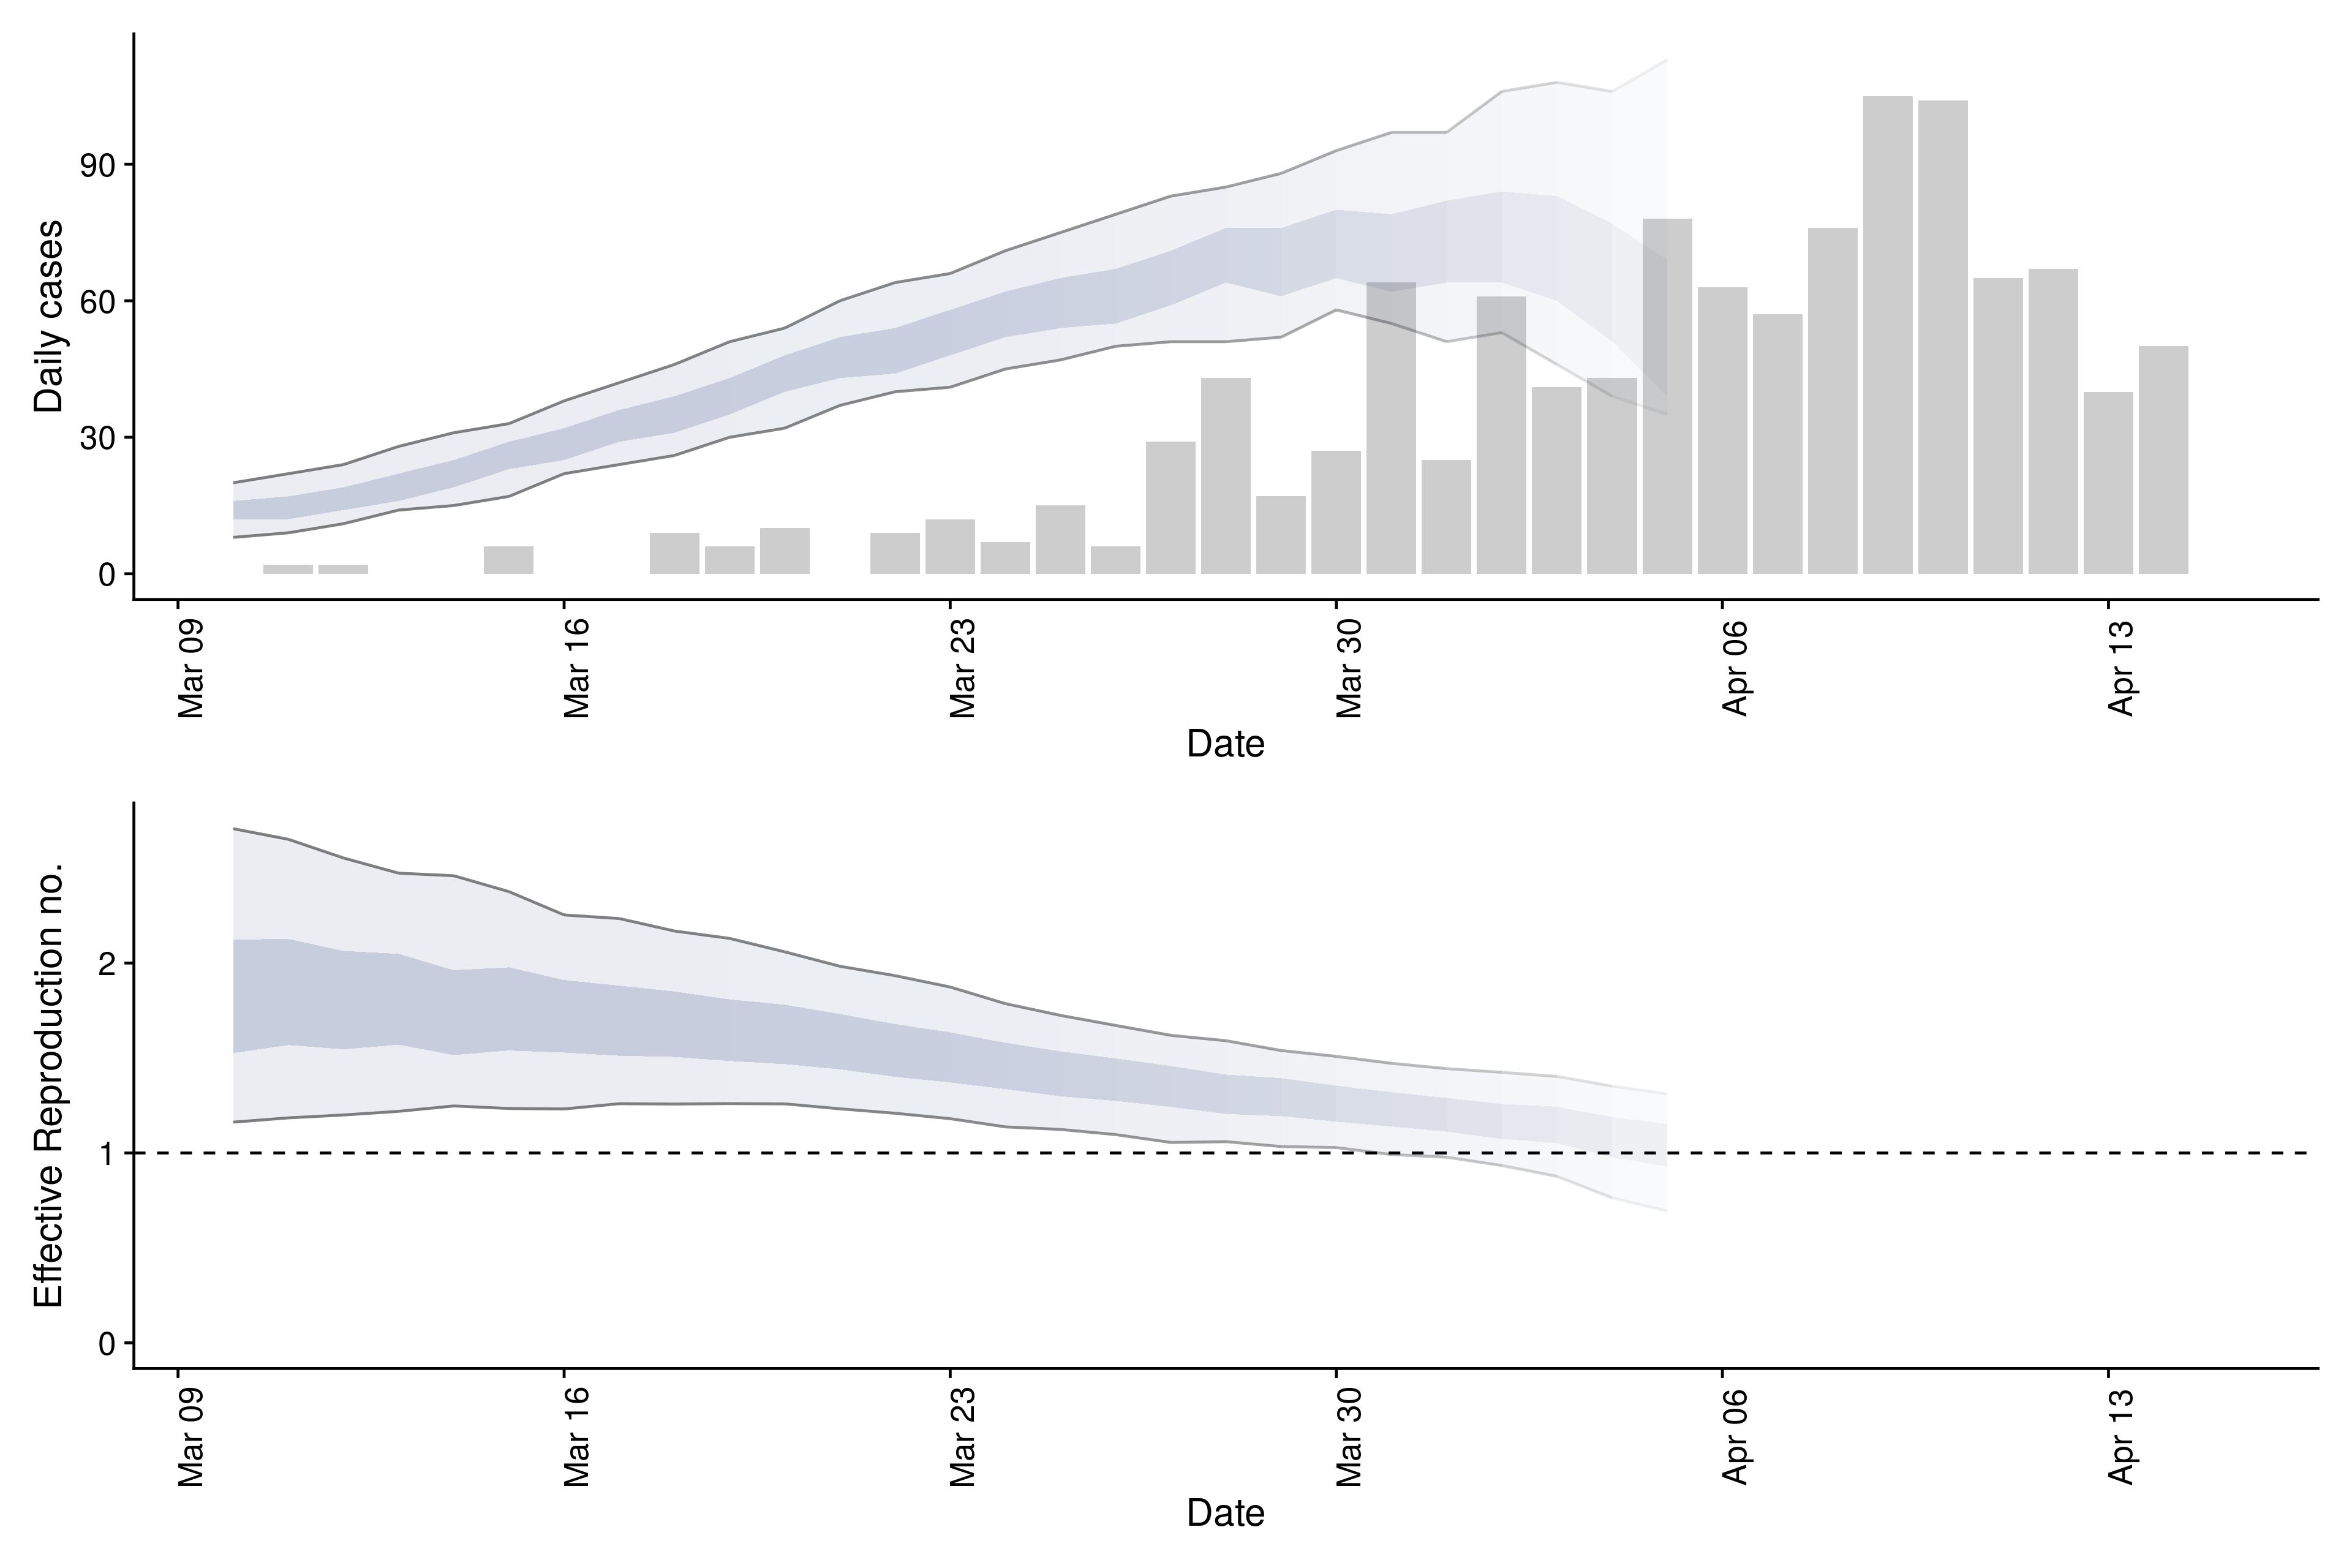 Daily cases
90
60
30
0
Mar 09
Mar 16
Mar 23
Mar 30
Apr 06
Apr 13
Date
Effective Reproduction no.
2
1
0
Mar 09
Mar 16
Mar 23
Mar 30
Apr 06
Apr 13
Date